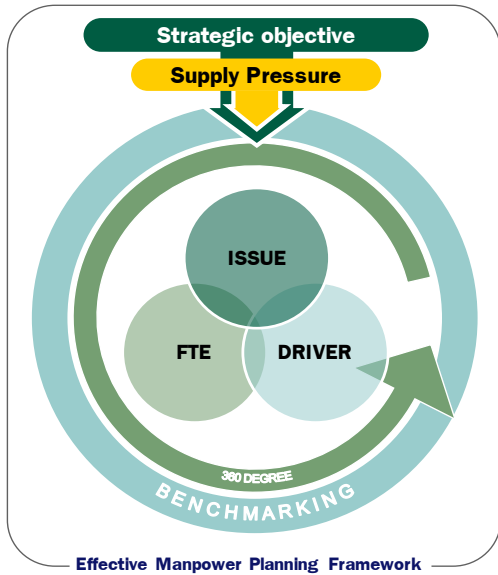 Strategic objective
Supply Pressure
ISSUE
FTE
DRIVER
360 DEGREE
BENCHMARKING
Effective Manpower Planning Framework